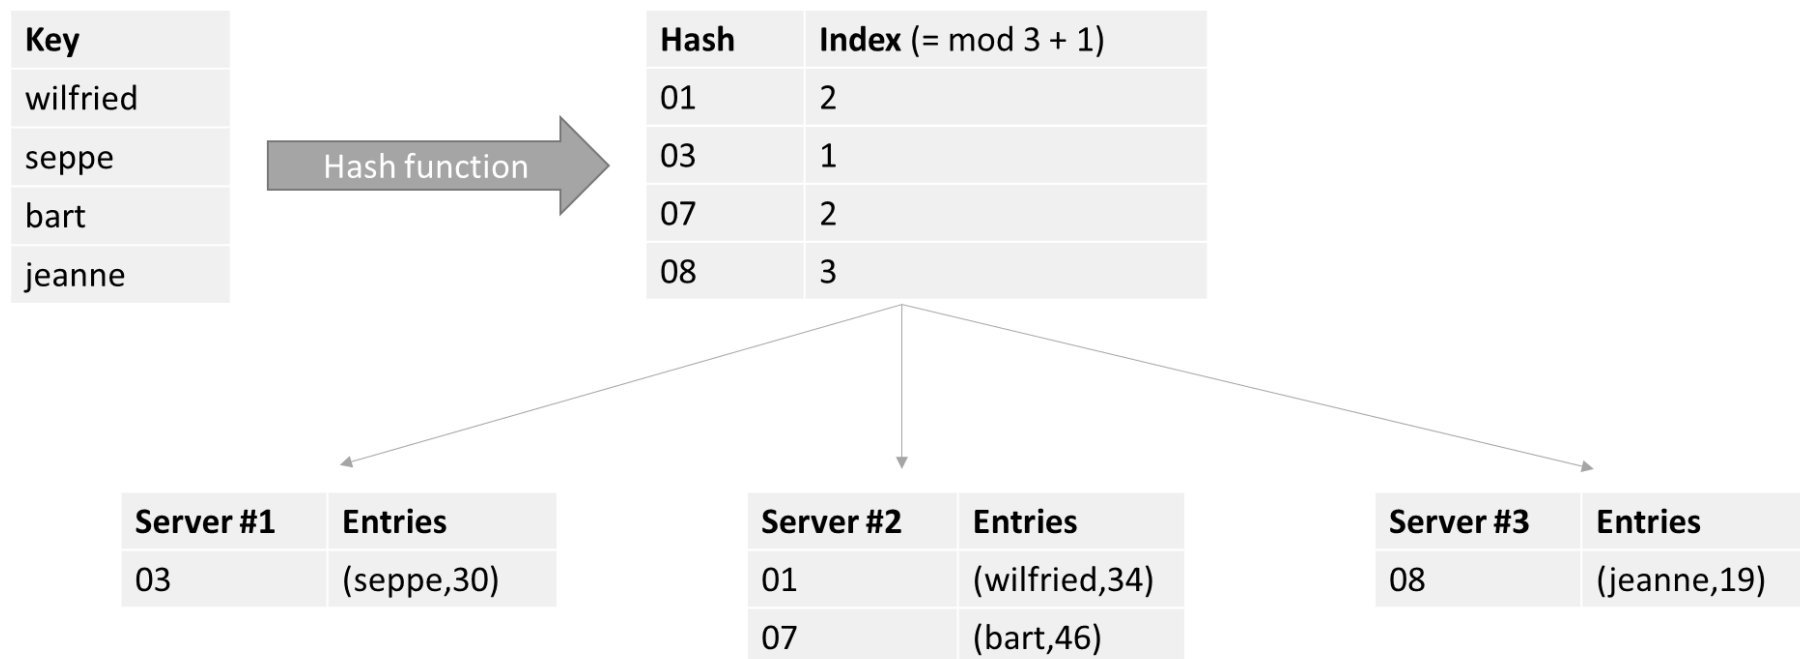 Key
wilfried
seppe
bart
jeanne
Hash function
Hash Index (= mod 3 + 1)
01 2
03 1
07 2
08 3
Server #1 Entries
03 (seppe,30)
Server #2 Entries
01 (wilfried,34)
07 (bart,46)
Server #3 Entries
08 (jeanne,19)